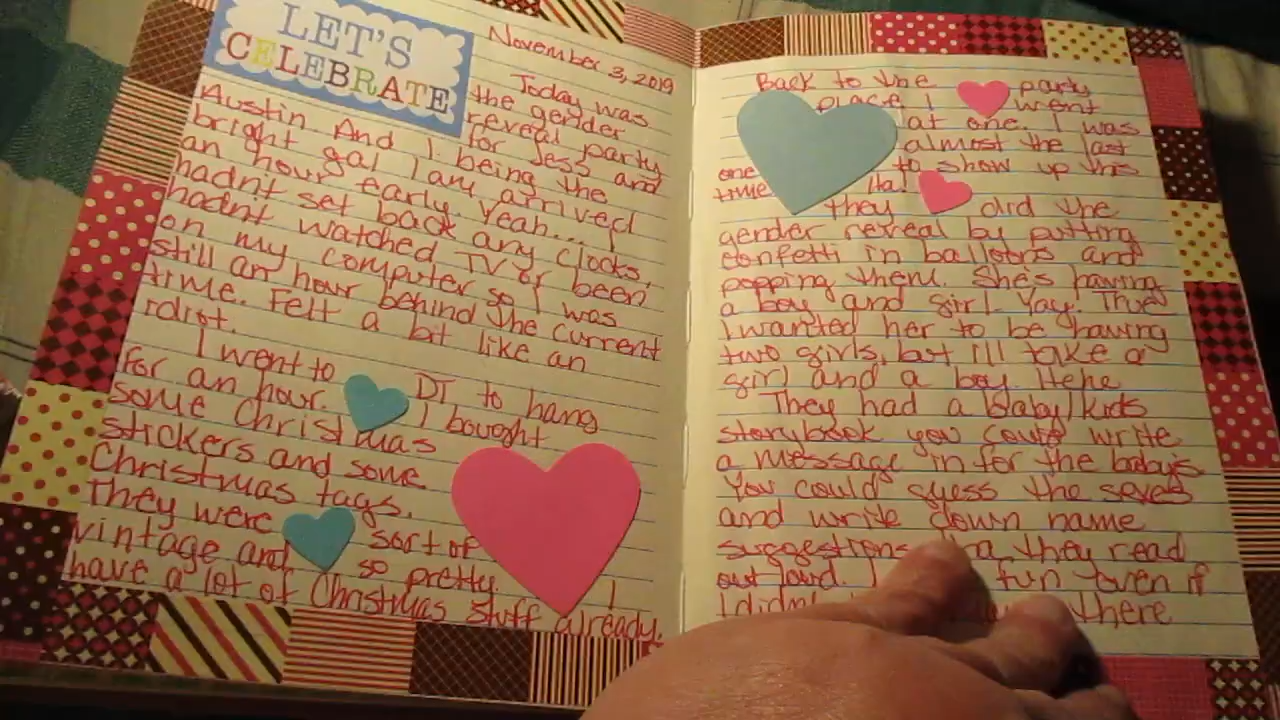 LET'S
CELEBRATE
November 3, 2019
Today was
the gender
reveal party
for Jess and
Austin And I being the
bright gal I am arrived
an hour early. Yeah... I
hadn't set back any clocks,
hadn't watched TV or been
on my computer so I was
still an hour behind the current
time. Felt a bit like an
idiot.
I went to DT to hang
for an hour. I bought
some Christmas
stickers and some
Christmas tags.
They were sort of
vintage and so pretty. I
have a lot of Christmas stuff already.
Back to the party
place I went
at one. I was
almost the last
one to show up this
time Ha!
they did the
gender reveal by putting
confetti in balloons and
popping them. She's having
a boy and girl. Yay. True
I wanted her to be having
two girls, but I'll take a
girl and a boy. Hehe
They had a baby/kids
storybook you could write
a message in for the baby's
You could guess the sexes
and write down name
suggestions they read
out loud. fun even if
I didn't there